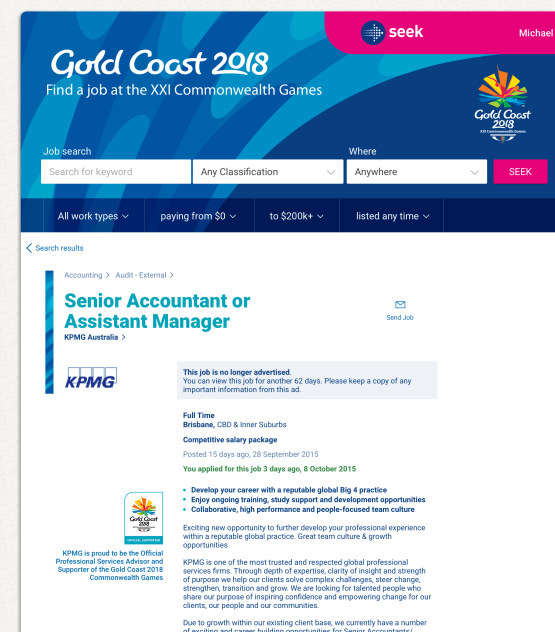 seek
Michael
Gold Coast 2018
Find a job at the XXI Commonwealth Games
Gold Coast
2018
XXI Commonwealth Games
Job search
Where
Search for keyword
Any Classification
Anywhere
SEEK
All work types
paying from $0
to $200k+
listed any time
Search results
Accounting > Audit - External >
Senior Accountant or
Assistant Manager
KPMG Australia >
Send Job
KPMG
This job is no longer advertised.
You can view this job for another 62 days. Please keep a copy of any
important information from this ad.
Full Time
Brisbane, CBD & Inner Suburbs
Competitive salary package
Posted 15 days ago, 28 September 2015
You applied for this job 3 days ago, 8 October 2015
• Develop your career with a reputable global Big 4 practice
• Enjoy ongoing training, study support and development opportunities
• Collaborative, high performance and people-focused team culture
Gold Coast
2018
OFFICIAL SUPPORTER
KPMG is proud to be the Official
Professional Services Advisor and
Supporter of the Gold Coast 2018
Commonwealth Games
Exciting new opportunity to further develop your professional experience
within a reputable global practice. Great team culture & growth
opportunities
KPMG is one of the most trusted and respected global professional
services firms. Through depth of expertise, clarity of insight and strength
of purpose we help our clients solve complex challenges, steer change,
strengthen, transition and grow. We are looking for talented people who
share our purpose of inspiring confidence and empowering change for our
clients, our people and our communities.
Due to growth within our existing client base, we currently have a number
of exciting and career building opportunities for Senior Accountants/